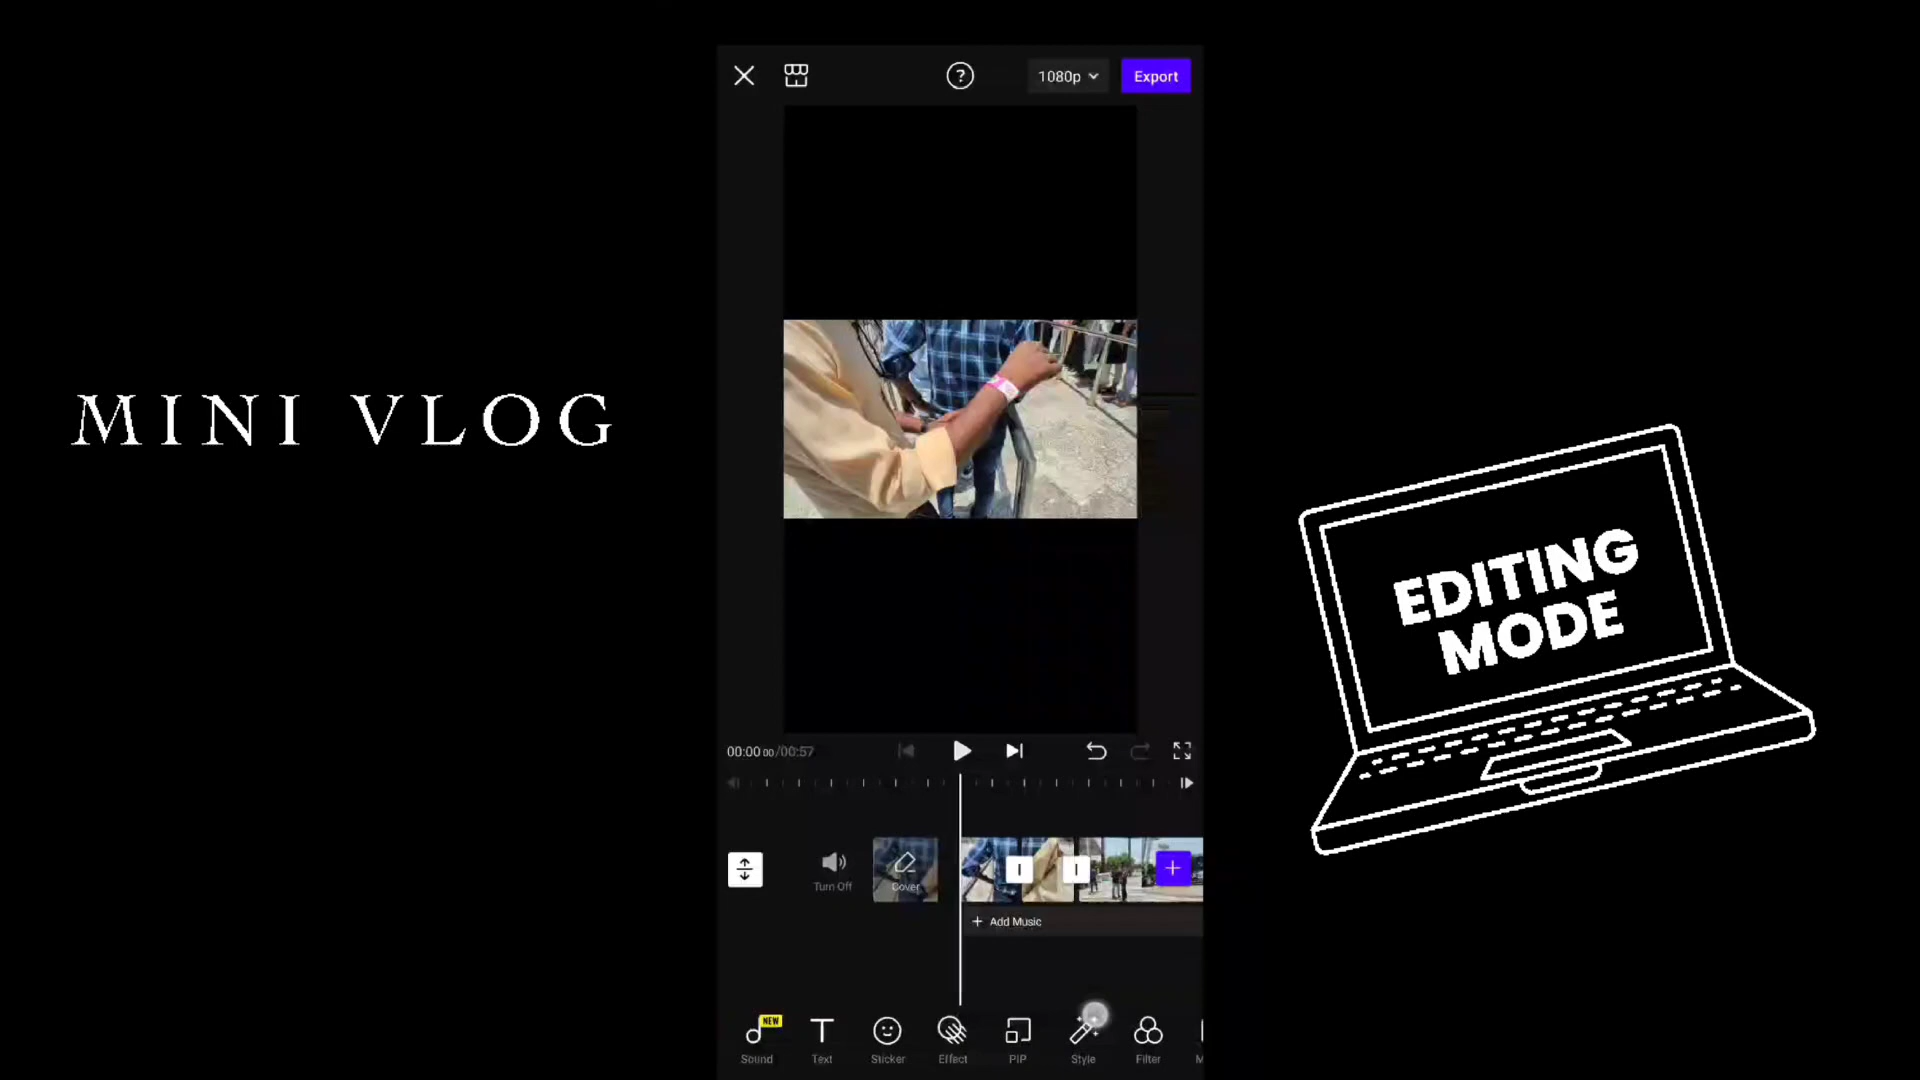 1080p
Export
MINI VLOG
EDITING
MODE
00:00 00/00:57
Turn Off
Cover
+ Add Music
NEW
Sound
Text
Sticker
Effect
PIP
Style
Filter